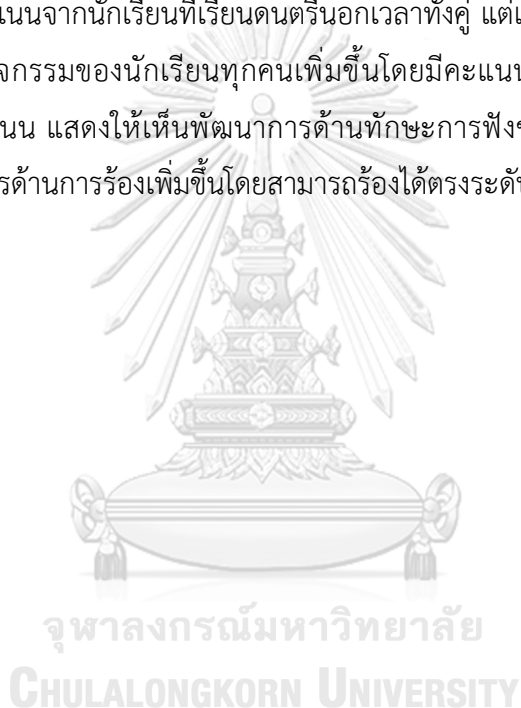 นนจากนักเรียนที่เรียนดนตรีนอกเวลาทั้งคู่
จกรรมของนักเรียนทุกคนเพิ่มขึ้นโดยมีคะแนน
นน แสดงให้เห็นพัฒนาการด้านทักษะการฟัง
รด้านการร้องเพิ่มขึ้นโดยสามารถร้องได้ตรงระดับ
จุฬาลงกรณ์มหาวิทยาลัย
CHULALONGKORN UNIVERSITY